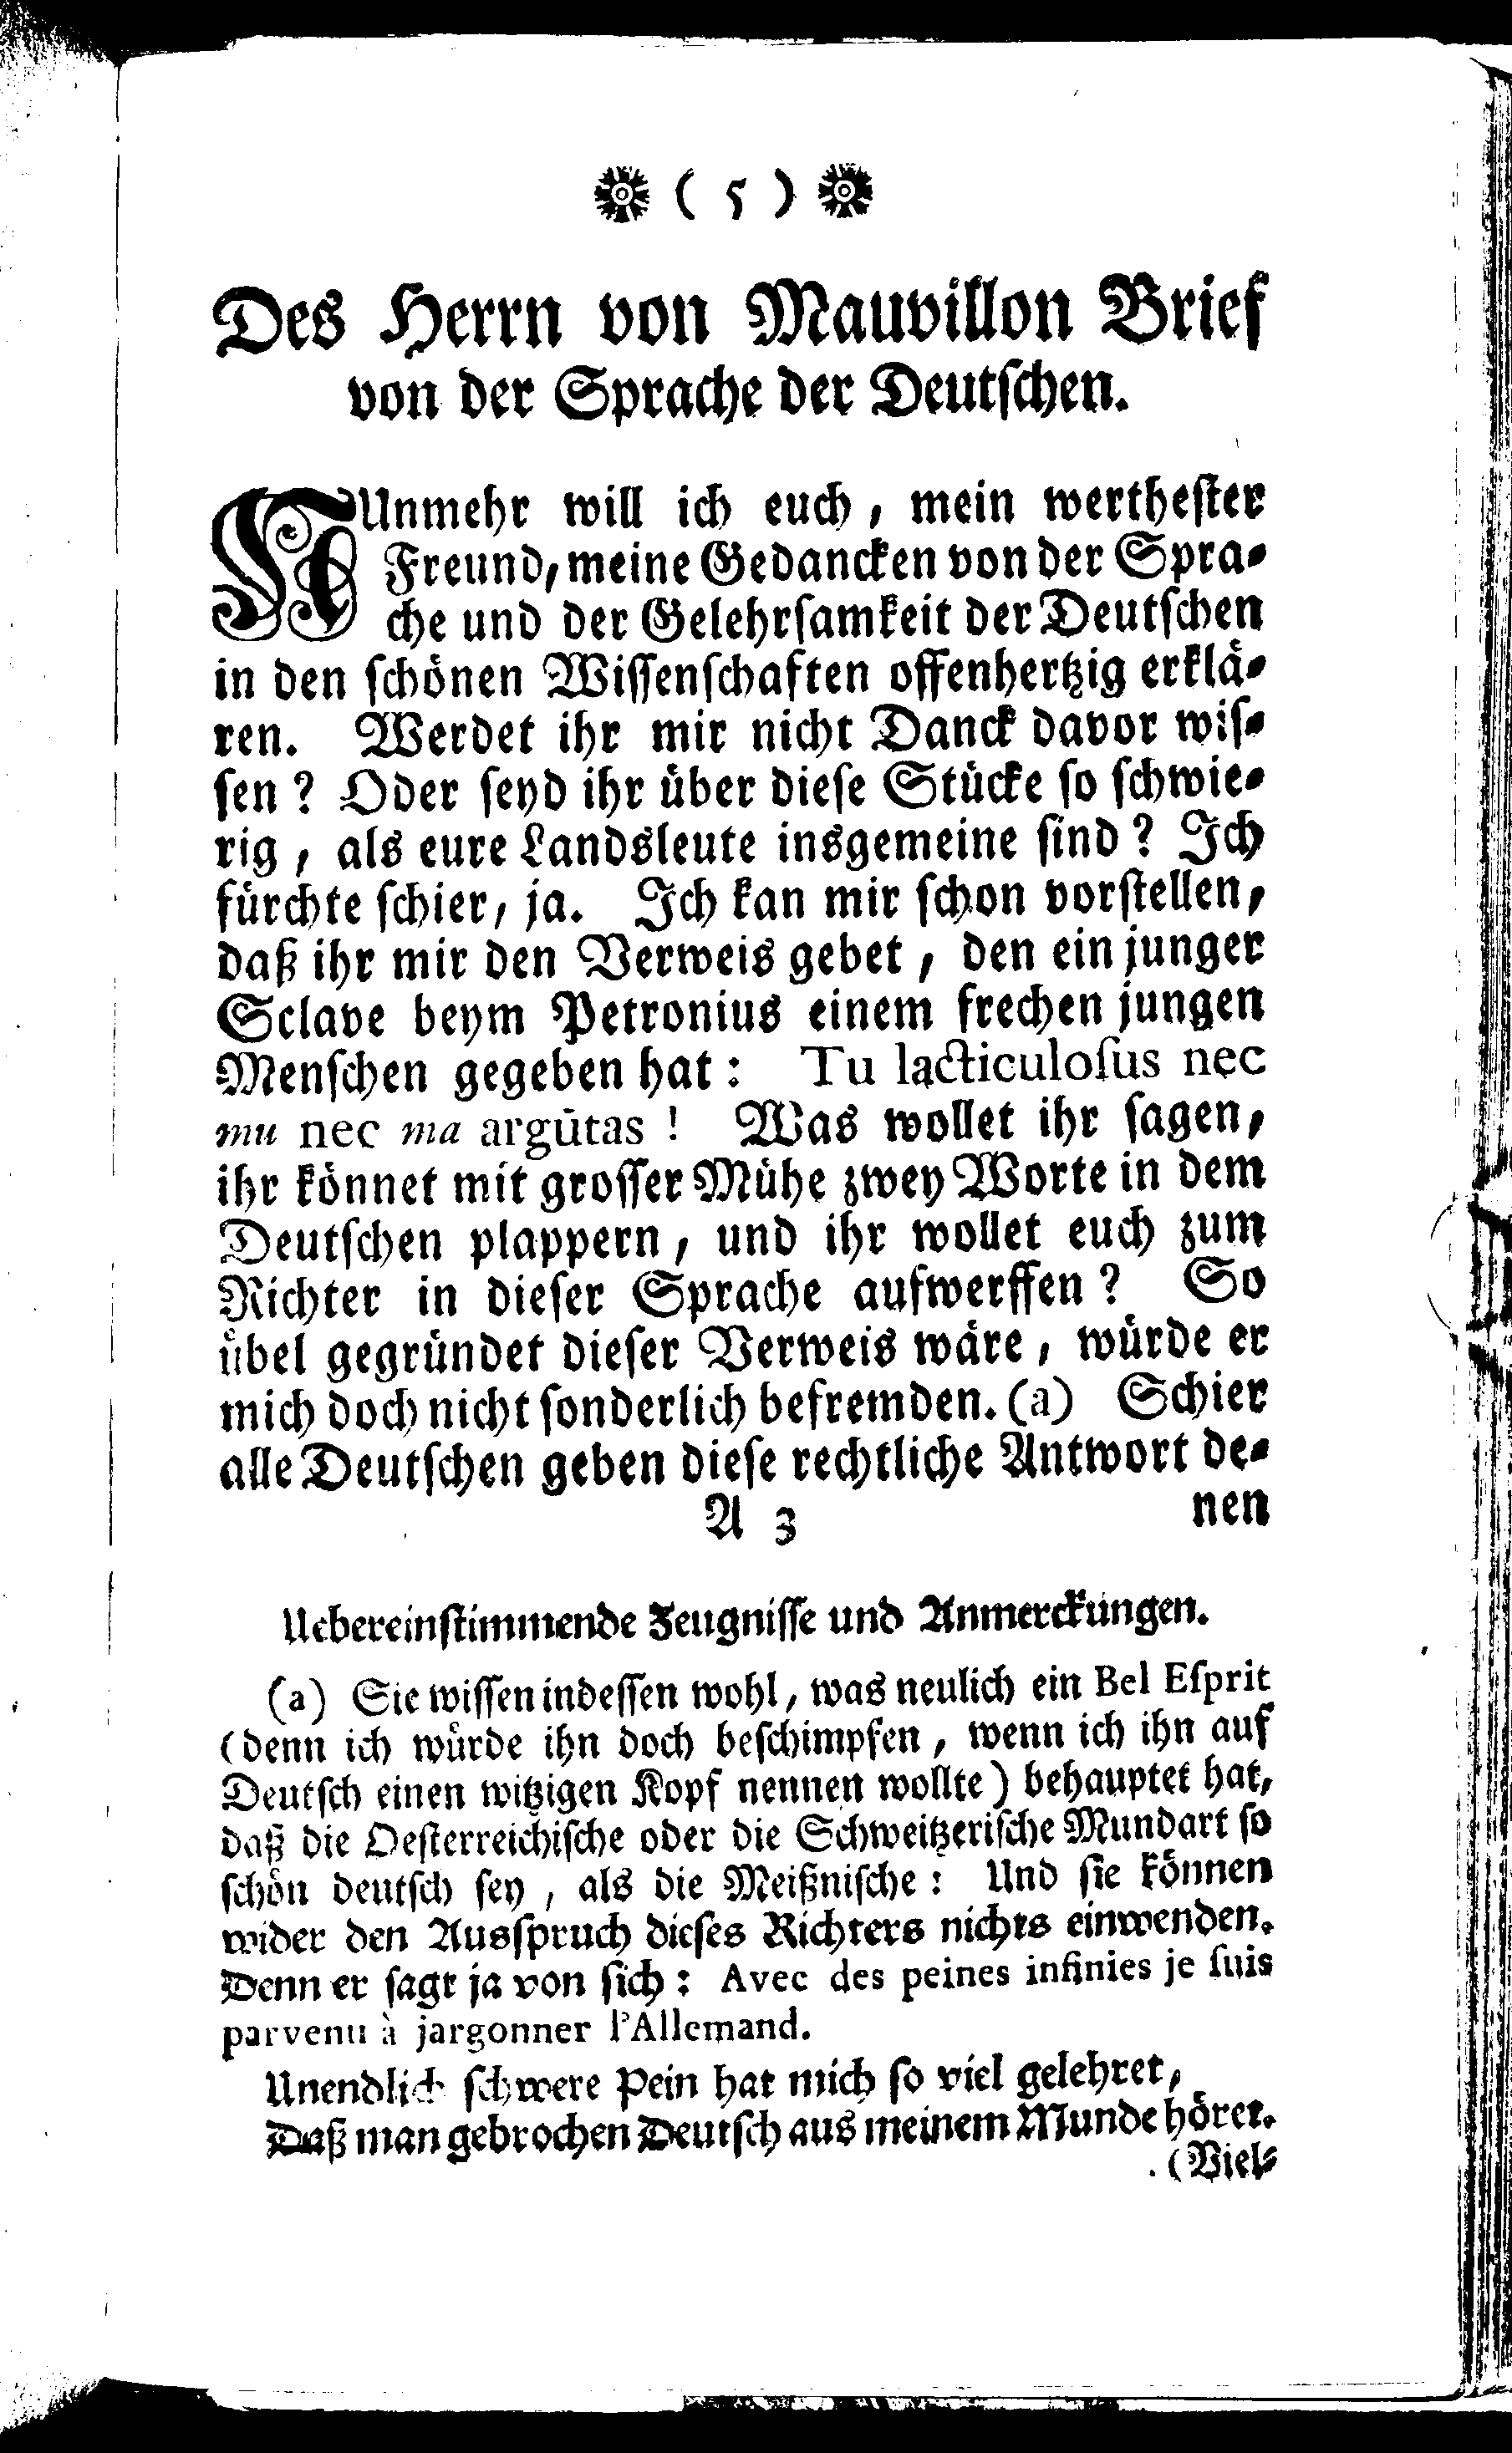 ( 5 )
Des Herrn von Mauvillon Brief
von der Sprache der Deutschen.
NUnmehr will ich euch, mein werthester
Freund, meine Gedancken von der Spra-
che und der Gelehrsamkeit der Deutschen
in den schönen Wissenschaften offenhertzig erklä-
ren. Werdet ihr mir nicht Danck davor wis-
sen? Oder seyd ihr über diese Stücke so schwie-
rig, als eure Landsleute insgemeine sind? Ich
fürchte schier, ja. Ich kan mir schon vorstellen,
daß ihr mir den Verweis gebet, den ein junger
Sclave beym Petronius einem frechen jungen
Menschen gegeben hat: Tu lacticulosus nec
mu nec ma argûtas! Was wollet ihr sagen,
ihr könnet mit grosser Mühe zwey Worte in dem
Deutschen plappern, und ihr wollet euch zum
Richter in dieser Sprache aufwerffen? So
übel gegründet dieser Verweis wäre, würde er
mich doch nicht sonderlich befremden. (a) Schier
alle Deutschen geben diese rechtliche Antwort de-
A 3 nen
Uebereinstimmende Zeugnisse und Anmerckungen.
(a) Sie wissen indessen wohl, was neulich ein Bel Esprit
(denn ich würde ihn doch beschimpfen, wenn ich ihn auf
Deutsch einen witzigen Kopf nennen wollte) behauptet hat,
daß die Oesterreichische oder die Schweitzerische Mundart so
schön deutsch sey, als die Meißnische: Und sie können
wider den Ausspruch dieses Richters nichts einwenden.
Denn er sagt ja von sich: Avec des peines infinies je suis
parvenu à jargonner l'Allemand.
Unendlich schwere Pein hat mich so viel gelehret,
Daß man gebrochen Deutsch aus meinem Munde höret.
(Viel-